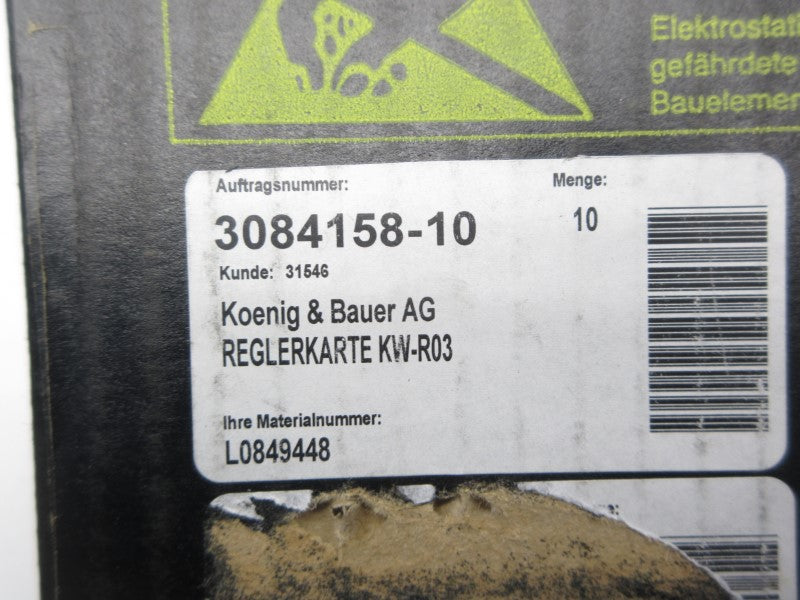 Elektrostati
gefährdete
Bauelemen
Auftragsnummer: Menge:
3084158-10 10
Kunde: 31546
Koenig & Bauer AG
REGLERKARTE KW-R03
Ihre Materialnummer:
L0849448